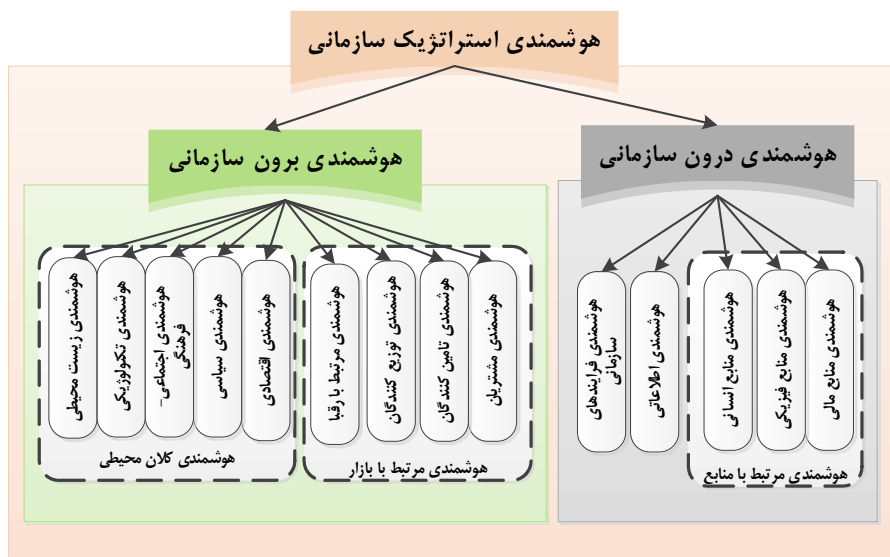 هوشمندی استراتژیک سازمانی
هوشمندی درون سازمانی
هوشمندی برون سازمانی
هوشمندی منابع مالی
هوشمندی منابع فیزیکی
هوشمندی منابع انسانی
هوشمندی اطلاعاتی
هوشمندی فرایندهای
سازمانی
هوشمندی مرتبط با منابع
هوشمندی مشتریان
هوشمندی تامین کنندگان
هوشمندی توزیع کنندگان
هوشمندی مرتبط با رقبا
هوشمندی مرتبط با بازار
هوشمندی اقتصادی
هوشمندی سیاسی
هوشمندی اجتماعی-
فرهنگی
هوشمندی تکنولوژیکی
هوشمندی زیست محیطی
هوشمندی کلان محیطی